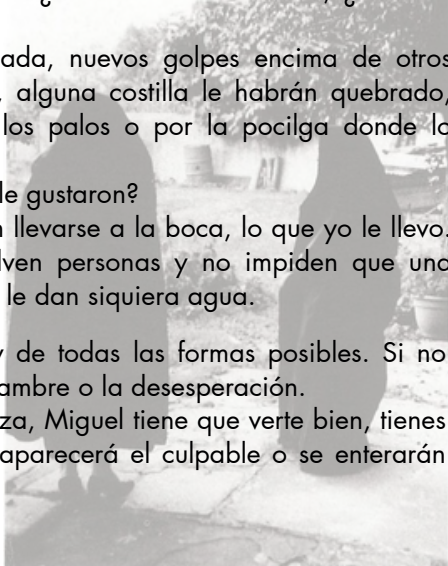 ada, nuevos golpes encima de otros
, alguna costilla le habrán quebrado,
los palos o por la pocilga donde lo
le gustaron?
n llevarse a la boca, lo que yo le llevo.
lven personas y no impiden que una
le dan siquiera agua.
y de todas las formas posibles. Si no
ambre o la desesperación.
za, Miguel tiene que verte bien, tienes
aparecerá el culpable o se enterarán